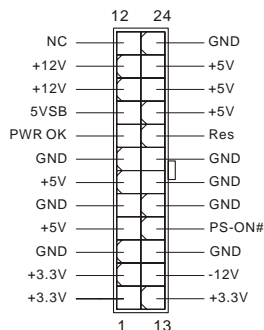 12 24
NC GND
+12V +5V
+12V +5V
5VSB +5V
PWR OK Res
GND GND
+5V GND
GND GND
+5V PS-ON#
GND GND
+3.3V -12V
+3.3V +3.3V
1 13